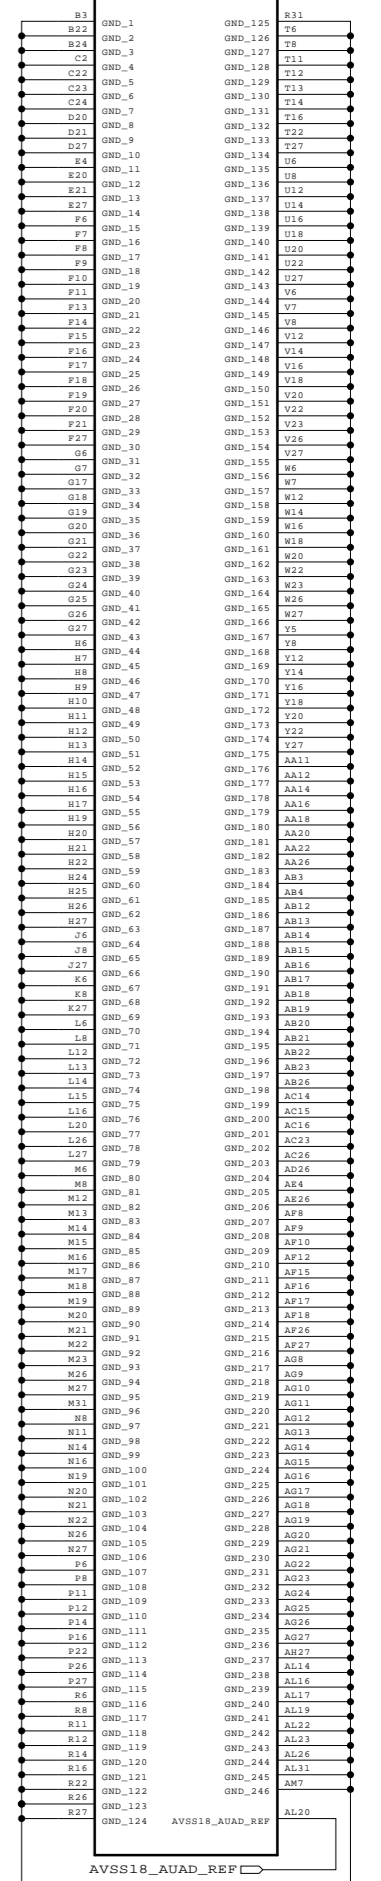 B3 GND_1 GND_125 R31
B22 GND_2 GND_126 T6
B24 GND_3 GND_127 T8
C2 GND_4 GND_128 T11
C22 GND_5 GND_129 T12
C23 GND_6 GND_130 T13
C24 GND_7 GND_131 T14
D20 GND_8 GND_132 T16
D21 GND_9 GND_133 T22
D27 GND_10 GND_134 T27
E4 GND_11 GND_135 U6
E20 GND_12 GND_136 U8
E21 GND_13 GND_137 U12
E27 GND_14 GND_138 U14
F6 GND_15 GND_139 U16
F7 GND_16 GND_140 U18
F8 GND_17 GND_141 U20
F9 GND_18 GND_142 U22
F10 GND_19 GND_143 U27
F11 GND_20 GND_144 V6
F13 GND_21 GND_145 V7
F14 GND_22 GND_146 V8
F15 GND_23 GND_147 V12
F16 GND_24 GND_148 V14
F17 GND_25 GND_149 V16
F18 GND_26 GND_150 V18
F19 GND_27 GND_151 V20
F20 GND_28 GND_152 V22
F21 GND_29 GND_153 V23
F27 GND_30 GND_154 V26
G6 GND_31 GND_155 V27
G7 GND_32 GND_156 W6
G17 GND_33 GND_157 W7
G18 GND_34 GND_158 W12
G19 GND_35 GND_159 W14
G20 GND_36 GND_160 W16
G21 GND_37 GND_161 W18
G22 GND_38 GND_162 W20
G23 GND_39 GND_163 W22
G24 GND_40 GND_164 W23
G25 GND_41 GND_165 W26
G26 GND_42 GND_166 W27
G27 GND_43 GND_167 Y5
H6 GND_44 GND_168 Y8
H7 GND_45 GND_169 Y12
H8 GND_46 GND_170 Y14
H9 GND_47 GND_171 Y16
H10 GND_48 GND_172 Y18
H11 GND_49 GND_173 Y20
H12 GND_50 GND_174 Y22
H13 GND_51 GND_175 Y27
H14 GND_52 GND_176 AA11
H15 GND_53 GND_177 AA12
H16 GND_54 GND_178 AA14
H17 GND_55 GND_179 AA16
H19 GND_56 GND_180 AA18
H20 GND_57 GND_181 AA20
H21 GND_58 GND_182 AA22
H22 GND_59 GND_183 AA26
H24 GND_60 GND_184 AB3
H25 GND_61 GND_185 AB4
H26 GND_62 GND_186 AB12
H27 GND_63 GND_187 AB13
J6 GND_64 GND_188 AB14
J8 GND_65 GND_189 AB15
J27 GND_66 GND_190 AB16
K6 GND_67 GND_191 AB17
K8 GND_68 GND_192 AB18
K27 GND_69 GND_193 AB19
L6 GND_70 GND_194 AB20
L8 GND_71 GND_195 AB21
L12 GND_72 GND_196 AB22
L13 GND_73 GND_197 AB23
L14 GND_74 GND_198 AB26
L15 GND_75 GND_199 AC14
L16 GND_76 GND_200 AC15
L20 GND_77 GND_201 AC16
L26 GND_78 GND_202 AC23
L27 GND_79 GND_203 AC26
M6 GND_80 GND_204 AD26
M8 GND_81 GND_205 AE4
M12 GND_82 GND_206 AE26
M13 GND_83 GND_207 AF8
M14 GND_84 GND_208 AF9
M15 GND_85 GND_209 AF10
M16 GND_86 GND_210 AF12
M17 GND_87 GND_211 AF15
M18 GND_88 GND_212 AF16
M19 GND_89 GND_213 AF17
M20 GND_90 GND_214 AF18
M21 GND_91 GND_215 AF26
M22 GND_92 GND_216 AF27
M23 GND_93 GND_217 AG8
M26 GND_94 GND_218 AG9
M27 GND_95 GND_219 AG10
M31 GND_96 GND_220 AG11
N8 GND_97 GND_221 AG12
N11 GND_98 GND_222 AG13
N14 GND_99 GND_223 AG14
N16 GND_100 GND_224 AG15
N19 GND_101 GND_225 AG16
N20 GND_102 GND_226 AG17
N21 GND_103 GND_227 AG18
N22 GND_104 GND_228 AG19
N26 GND_105 GND_229 AG20
N27 GND_106 GND_230 AG21
P6 GND_107 GND_231 AG22
P8 GND_108 GND_232 AG23
P11 GND_109 GND_233 AG24
P12 GND_110 GND_234 AG25
P14 GND_111 GND_235 AG26
P16 GND_112 GND_236 AG27
P22 GND_113 GND_237 AH27
P26 GND_114 GND_238 AL14
P27 GND_115 GND_239 AL16
R6 GND_116 GND_240 AL17
R8 GND_117 GND_241 AL19
R11 GND_118 GND_242 AL22
R12 GND_119 GND_243 AL23
R14 GND_120 GND_244 AL26
R16 GND_121 GND_245 AL31
R22 GND_122 GND_246 AM7
R26 GND_123
R27 GND_124 AVSS18_AUAD_REF AL20
AVSS18_AUAD_REF